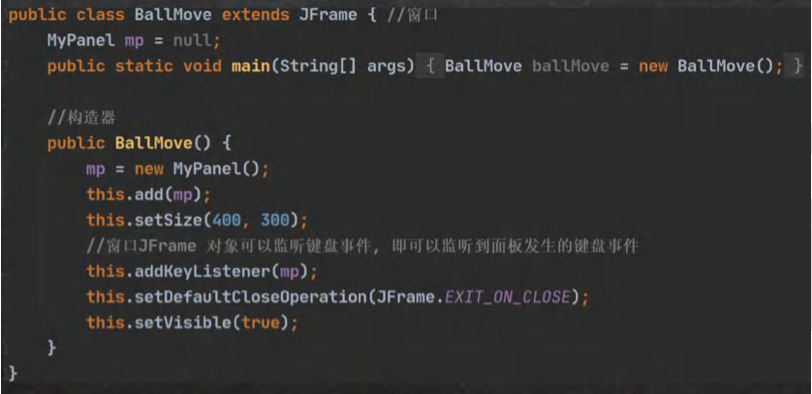 public class BallMove extends JFrame { //窗口
    MyPanel mp = null;
    public static void main(String[] args) { BallMove ballMove = new BallMove(); }
    //构造器
    public BallMove() {
        mp = new MyPanel();
        this.add(mp);
        this.setSize(400, 300);
        //窗口JFrame 对象可以监听键盘事件, 即可以监听到面板发生的键盘事件
        this.addKeyListener(mp);
        this.setDefaultCloseOperation(JFrame.EXIT_ON_CLOSE);
        this.setVisible(true);
    }
}